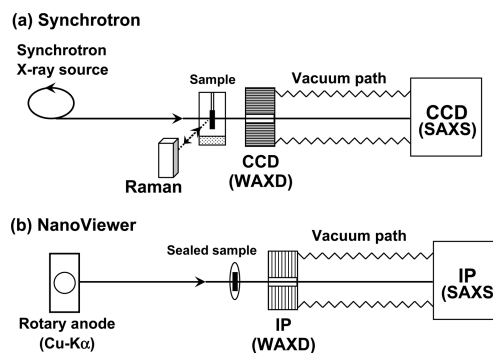 (a) Synchrotron
Synchrotron
X-ray source
Sample
Vacuum path
CCD
(SAXS)
CCD
(WAXD)
Raman
(b) NanoViewer
Sealed sample
Vacuum path
IP
(SAXS)
IP
(WAXD)
Rotary anode
(Cu-Kα)